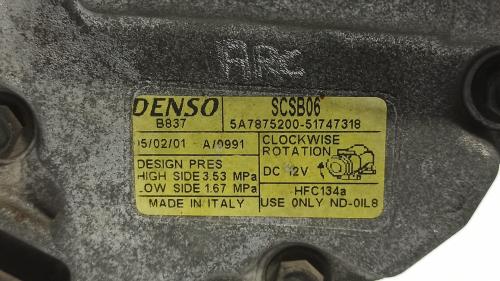 ARC
DENSO
B837
SCSB06
5A7875200-51747318
05/02/01 A/0991
CLOCKWISE
ROTATION
DC 12V
DESIGN PRES
HIGH SIDE 3.53 MPa
LOW SIDE 1.67 MPa
HFC134a
MADE IN ITALY
USE ONLY ND-OIL8